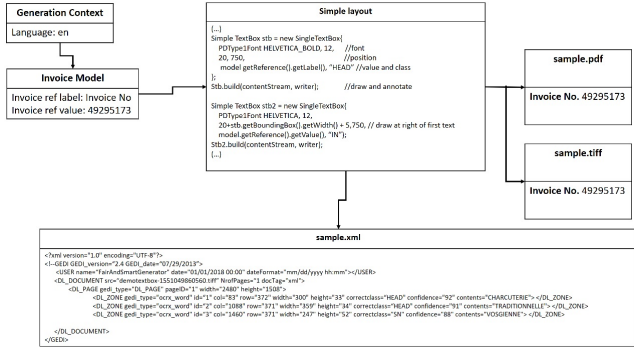 Generation Context
Language: en
Invoice Model
Invoice ref label: Invoice No
Invoice ref value: 49295173
Simple layout
{...]
Simple TextBox stb = new SingleTextBox(
PDType1Font HELVETICA_BOLD, 12, //font
20, 750, //position
model getReference().getLabel(), "HEAD" //value and class
};
Stb.build(contentStream, writer); //draw and annotate
Simple TextBox stb2 = new SingleTextBox(
PDType1Font HELVETICA, 12,
20+stb.getBoundingBox().getWidth() + 5,750, // draw at right of first text
model.getReference().getValue(), "IN");
Stb2.build(contentStream, writer);
{...]
sample.pdf
Invoice No. 49295173
sample.tiff
Invoice No. 49295173
sample.xml
<?xml version="1.0" encoding="UTF-8"?>
<!--GEDI GEDI_version="2.4 GEDI_date="07/29/2013">
<USER name="FairAndSmartGenerator" date="01/01/2018 00:00" dateFormat="mm/dd/yyyy hh:mm"></USER>
<DL_DOCUMENT src="demotextbox-1551049860560.tiff" NrofPages="1 docTag="xml">
<DL_PAGE gedi_type="DL_PAGE" pageID="1" width="2480" height="1508">
<DL_ZONE gedi_type="ocrx_word" id="1" col="83" row="372" width="300" height="33" correctclass="HEAD" confidence="92" contents="CHARCUTERIE"> </DL_ZONE>
<DL_ZONE gedi_type="ocrx_word" id="2" col="1088" row="371" width="359" height="34" correctclass="HEAD" confidence="91" contents="TRADITIONNELLE"> </DL_ZONE>
<DL_ZONE gedi_type="ocrx_word" id="3" col="1460" row="371" width="247" height="52" correctclass="SN" confidence="88" contents="VOSGIENNE"> </DL_ZONE>
</DL_DOCUMENT>
</GEDI>